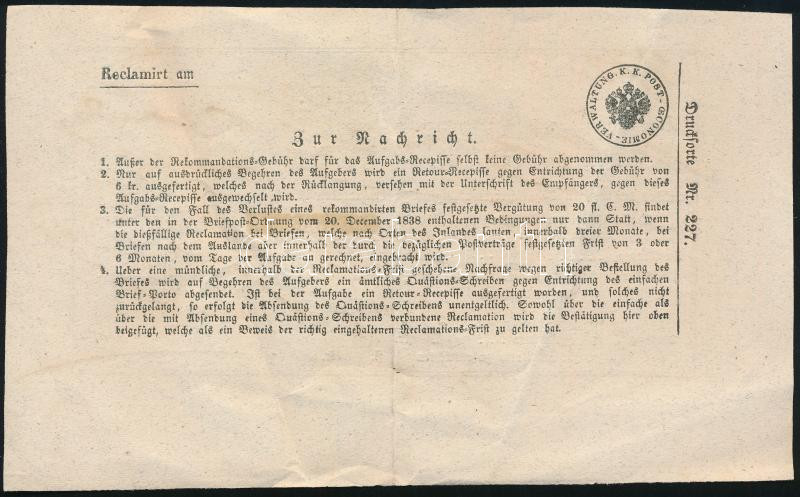 Reclamirt am
VERWALTUNG. K. K. POST-OECONOMIE-
Druckſorte Nr. 227.
Zur Nachricht.
1. Außer der Rekommandations-Gebühr darf für das Aufgabs-Recepiſſe ſelbſt keine Gebühr abgenommen werden.
2. Nur auf ausdrückliches Begehren des Aufgebers wird ein Retour-Recepiſſe gegen Entrichtung der Gebühr von
6 kr. ausgefertigt, welches nach der Rücklangung, verſehen mit der Unterſchrift des Empfängers, gegen dieſes
Aufgabs-Recepiſſe ausgewechſelt wird.
3. Die für den Fall des Verluſtes eines rekommandirten Briefes feſtgeſetzte Vergütung von 20 fl. C. M. findet
unter den in der Briefpoſt-Ordnung vom 20. December 1838 enthaltenen Bedingungen nur dann Statt, wenn
die dießfällige Reclamation bei Briefen, welche nach Orten des Inlandes lauten, innerhalb dreier Monate, bei
Briefen nach dem Auslande aber innerhalb der durch die bezüglichen Poſtverträge feſtgeſetzten Friſt von 3 oder
6 Monaten, vom Tage der Aufgabe an gerechnet, angebracht wird.
4. Ueber eine mündliche, innerhalb der Reclamations-Friſt geſchehene Nachfrage wegen richtiger Beſtellung des
Briefes wird auf Begehren des Aufgebers ein ämtliches Quäſtions-Schreiben gegen Entrichtung des einfachen
Brief-Porto abgeſendet. Iſt bei der Aufgabe ein Retour-Recepiſſe ausgefertigt worden, und ſolches nicht
zurückgelangt, ſo erfolgt die Abſendung des Quäſtions-Schreibens unentgeltlich. Sowohl über die einfache als
über die mit Abſendung eines Quäſtions-Schreibens verbundene Reclamation wird die Beſtätigung hier oben
beigefügt, welche als ein Beweis der richtig eingehaltenen Reclamations-Friſt zu gelten hat.